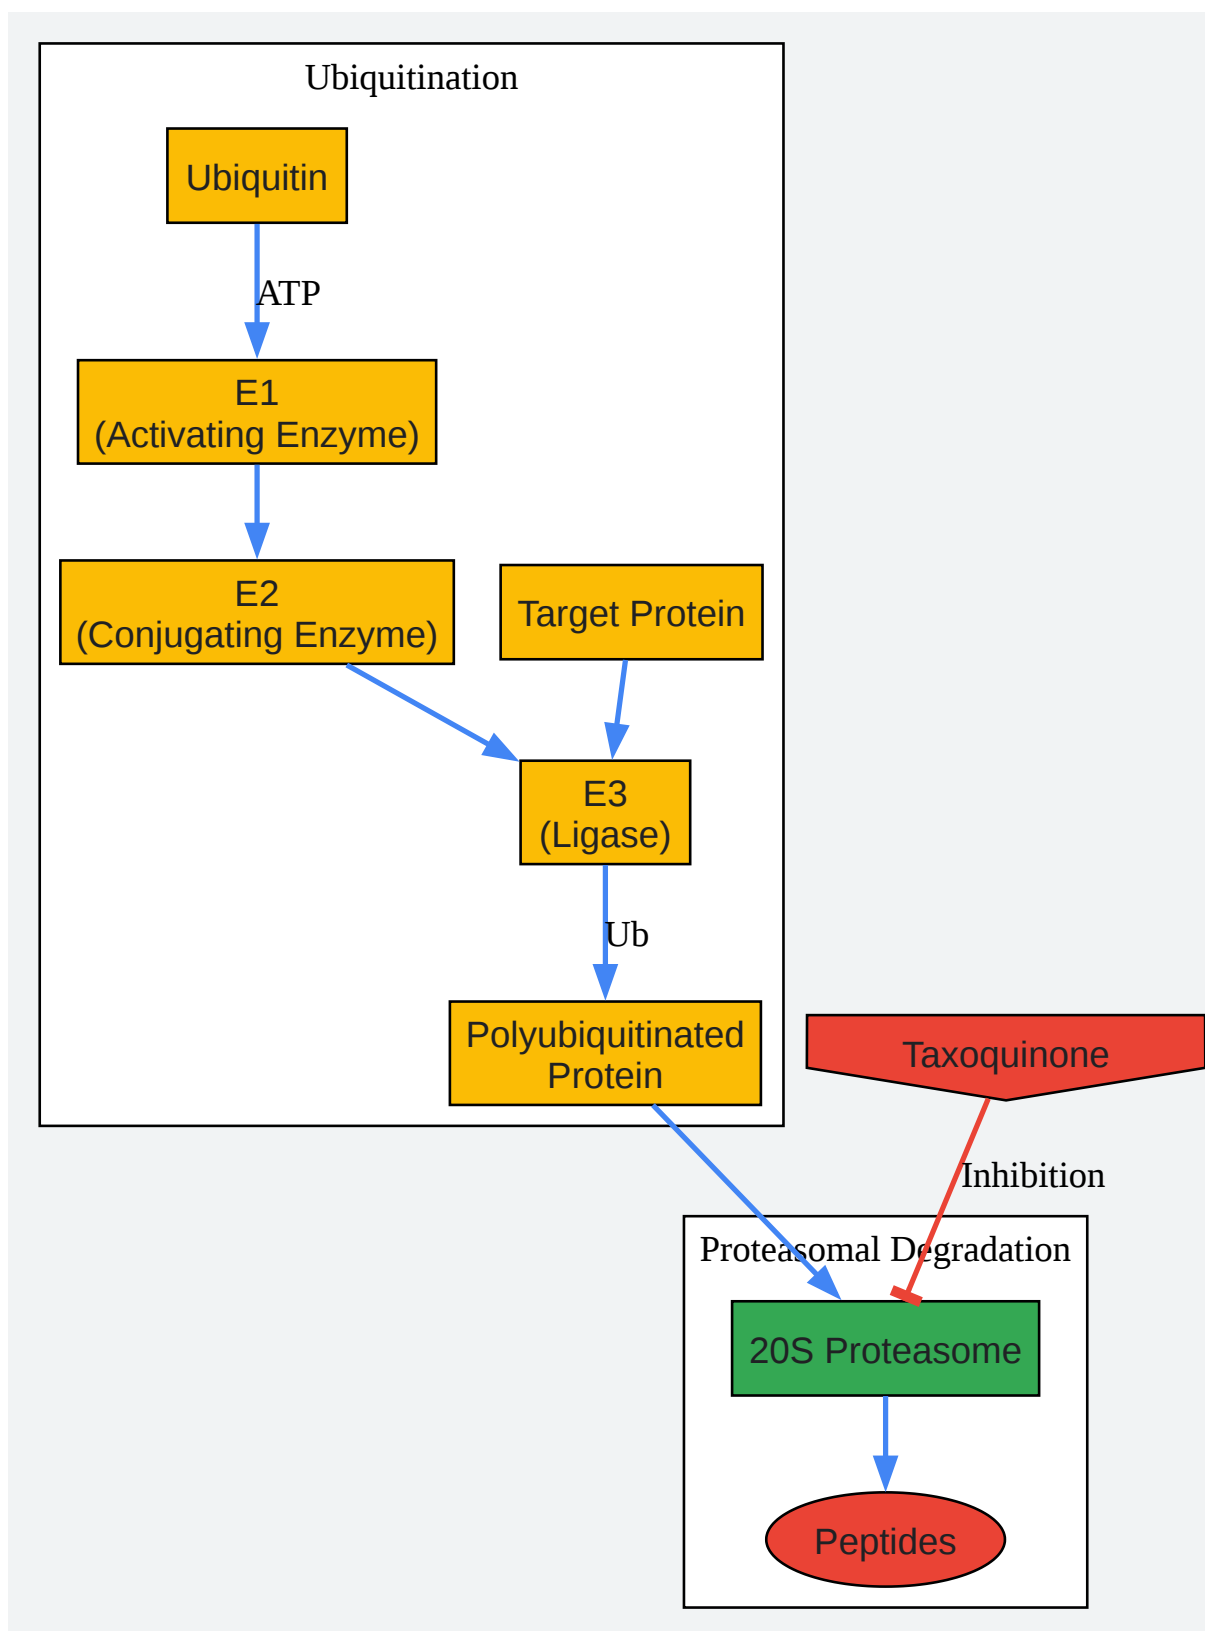 Ubiquitination
Ubiquitin
ATP
E1
(Activating Enzyme)
E2
(Conjugating Enzyme)
Target Protein
E3
(Ligase)
Ub
Polyubiquitinated
Protein
Taxoquinone
Inhibition
Proteasomal Degradation
20S Proteasome
Peptides